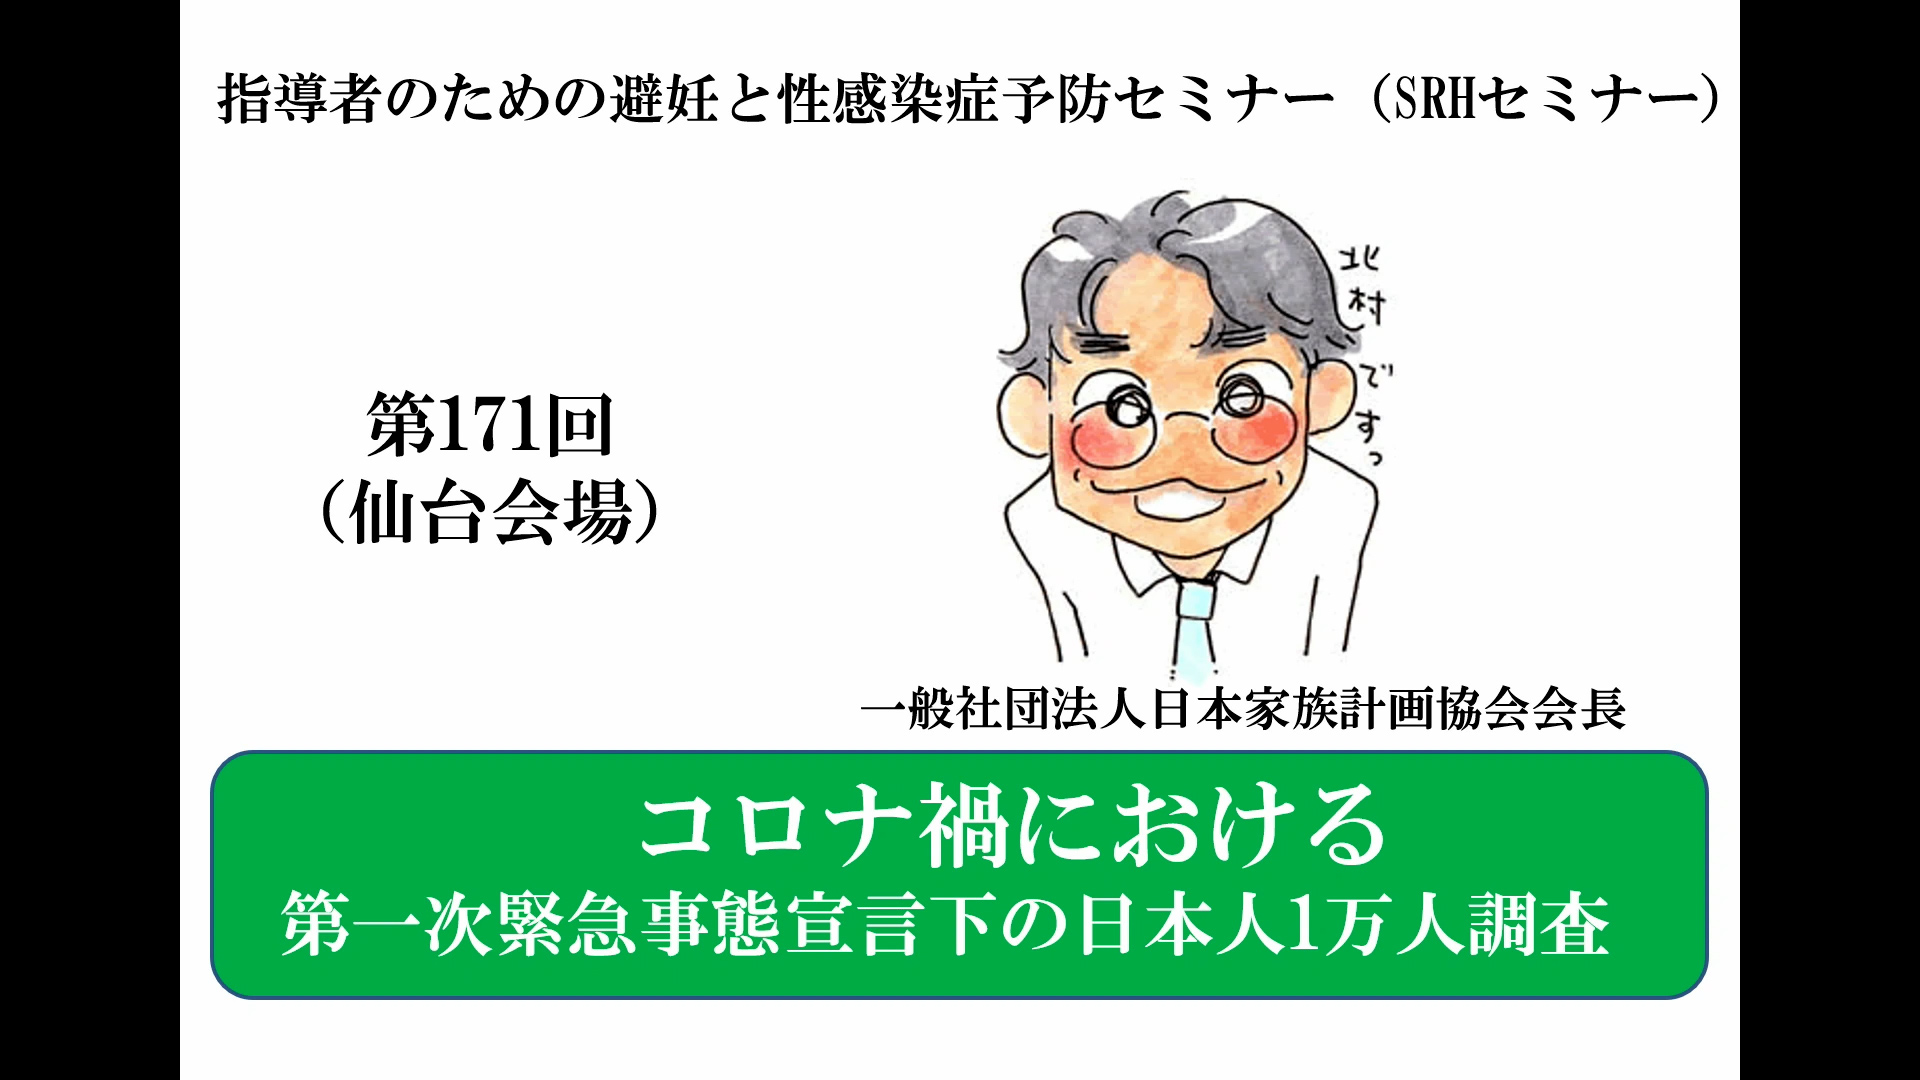 指導者のための避妊と性感染症予防セミナー（SRHセミナー）
第171回
（仙台会場）
北村ですっ
一般社団法人日本家族計画協会会長
コロナ禍における
第一次緊急事態宣言下の日本人1万人調査